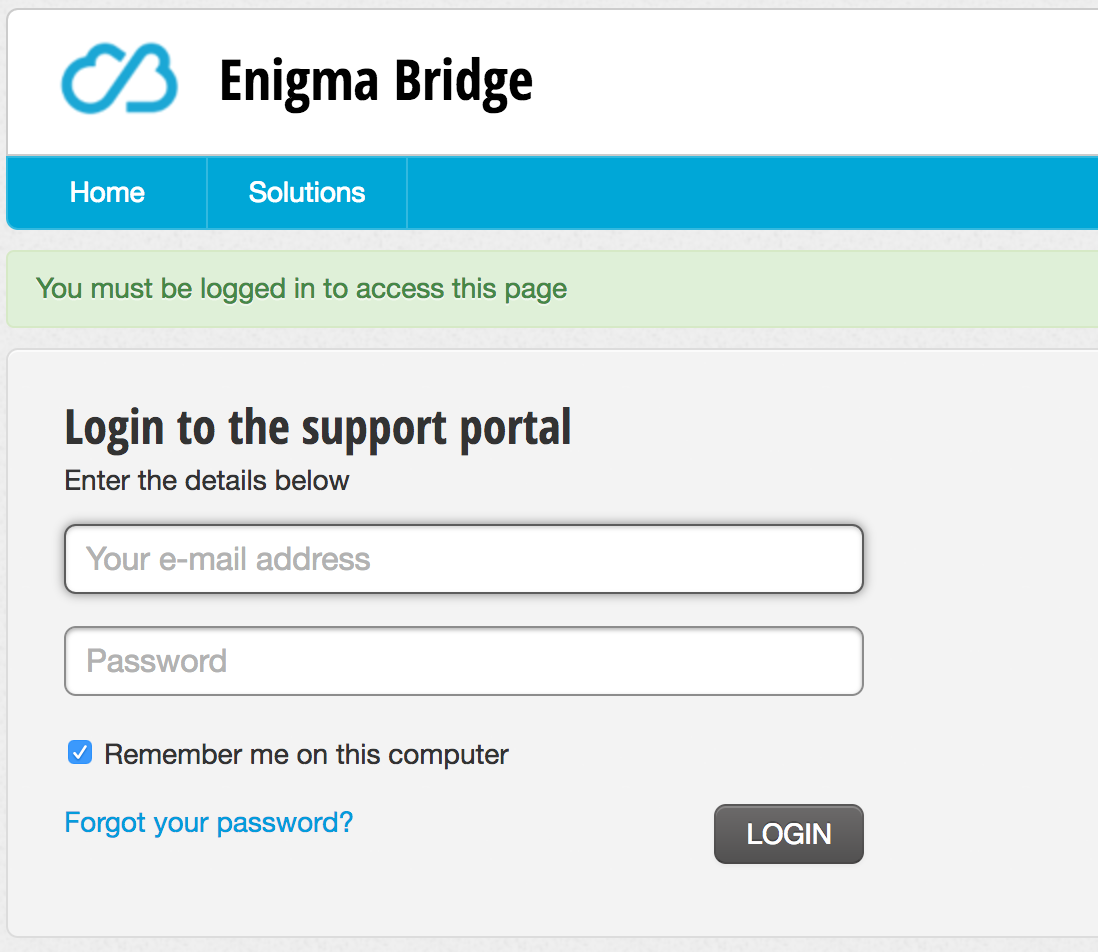 Enigma Bridge
Home Solutions
You must be logged in to access this page
Login to the support portal
Enter the details below
Your e-mail address
Password
Remember me on this computer
Forgot your password? LOGIN